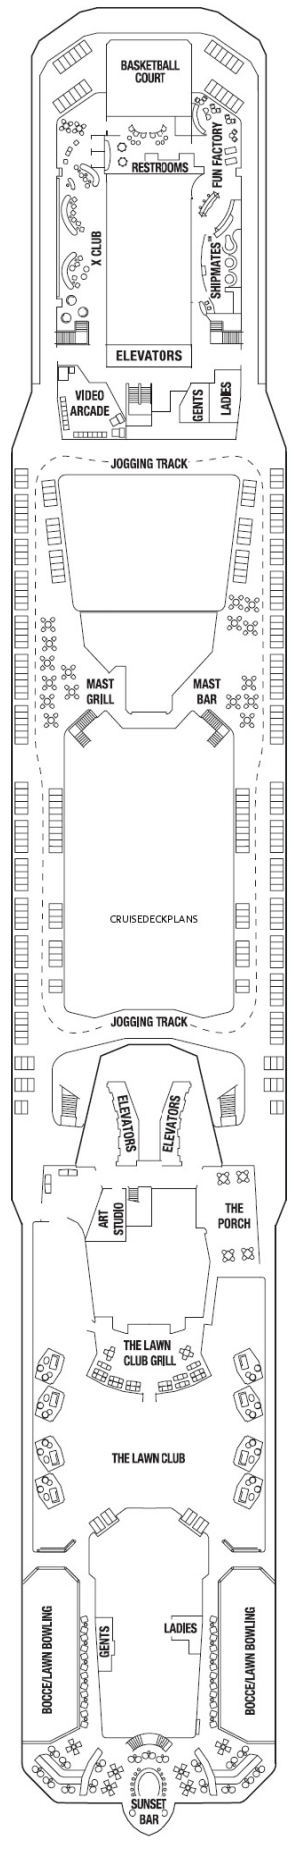 BASKETBALL
COURT
RESTROOMS
FUN FACTORY
X CLUB
SHIPMATES
ELEVATORS
VIDEO
ARCADE
GENTS
LADIES
JOGGING TRACK
MAST
GRILL
MAST
BAR
CRUISEDECKPLANS
JOGGING TRACK
ELEVATORS
ELEVATORS
ART
STUDIO
THE
PORCH
THE LAWN
CLUB GRILL
THE LAWN CLUB
BOCCE/LAWN BOWLING
GENTS
LADIES
BOCCE/LAWN BOWLING
SUNSET
BAR